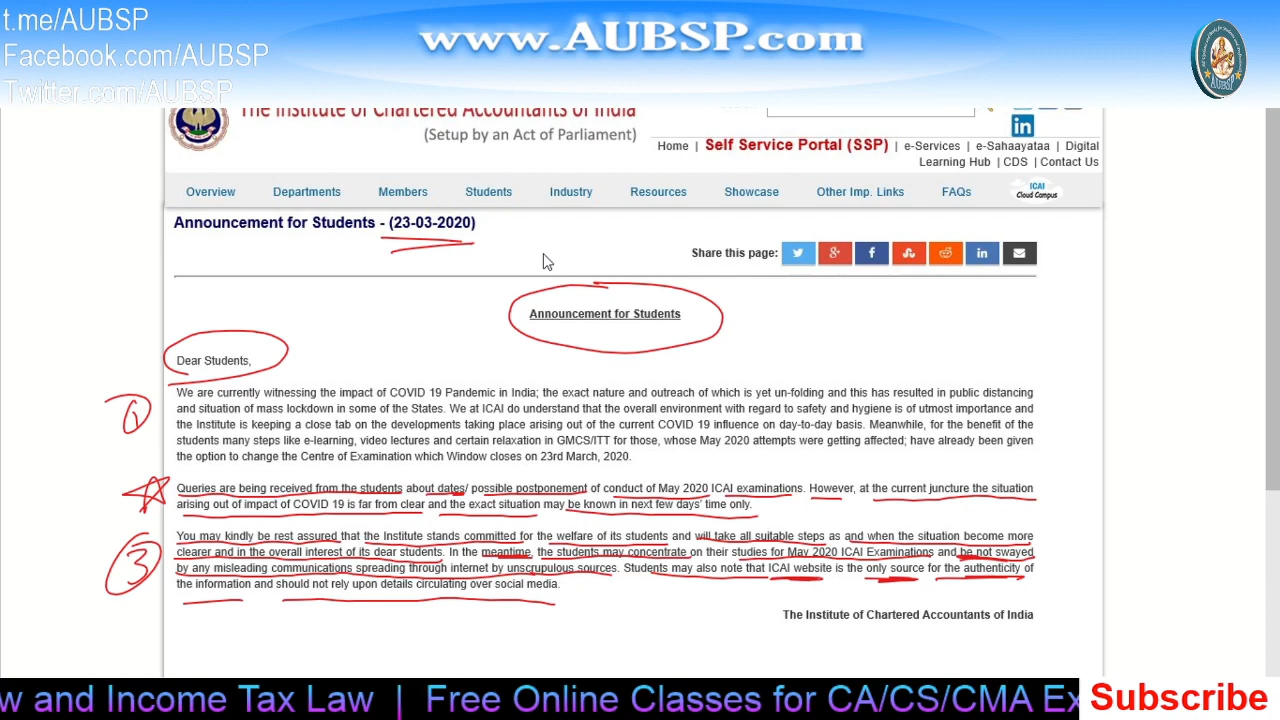 t.me/AUBSP
Facebook.com/AUBSP
Twitter.com/AUBSP
www.AUBSP.com
AUBSP
The Institute of Chartered Accountants of India
(Setup by an Act of Parliament)
in
Home | Self Service Portal (SSP) | e-Services | e-Sahaayataa | Digital
Learning Hub | CDS | Contact Us
Overview Departments Members Students Industry Resources Showcase Other Imp. Links FAQs ICAI Cloud Campus
Announcement for Students - (23-03-2020)
Share this page:
Announcement for Students
Dear Students,
1
We are currently witnessing the impact of COVID 19 Pandemic in India; the exact nature and outreach of which is yet un-folding and this has resulted in public distancing
and situation of mass lockdown in some of the States. We at ICAI do understand that the overall environment with regard to safety and hygiene is of utmost importance and
the Institute is keeping a close tab on the developments taking place arising out of the current COVID 19 influence on day-to-day basis. Meanwhile, for the benefit of the
students many steps like e-learning, video lectures and certain relaxation in GMCS/ITT for those, whose May 2020 attempts were getting affected; have already been given
the option to change the Centre of Examination which Window closes on 23rd March, 2020.
Queries are being received from the students about dates/ possible postponement of conduct of May 2020 ICAI examinations. However, at the current juncture the situation
arising out of impact of COVID 19 is far from clear and the exact situation may be known in next few days' time only.
3
You may kindly be rest assured that the Institute stands committed for the welfare of its students and will take all suitable steps as and when the situation become more
clearer and in the overall interest of its dear students. In the meantime, the students may concentrate on their studies for May 2020 ICAI Examinations and be not swayed
by any misleading communications spreading through internet by unscrupulous sources. Students may also note that ICAI website is the only source for the authenticity of
the information and should not rely upon details circulating over social media.
The Institute of Chartered Accountants of India
w and Income Tax Law | Free Online Classes for CA/CS/CMA Ex
Subscribe